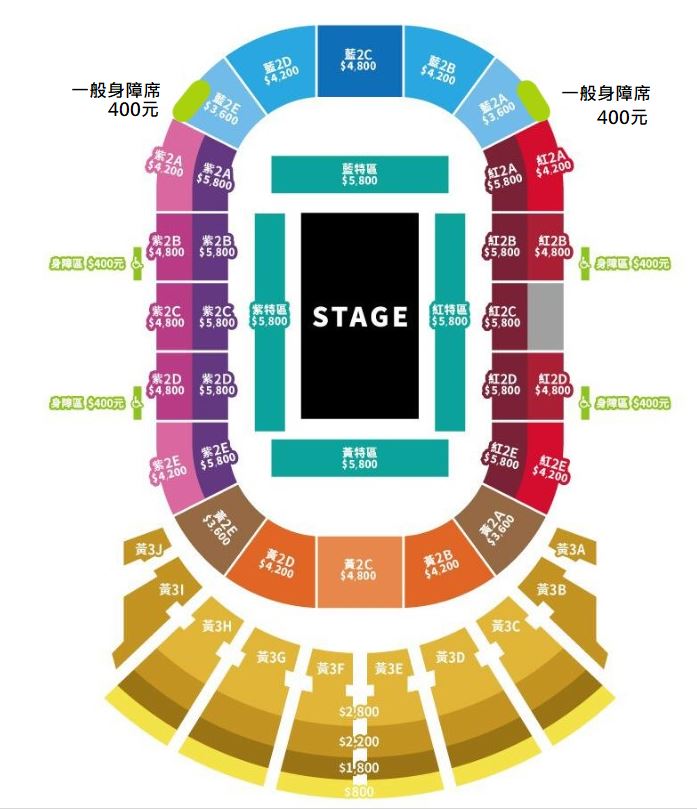 藍2D
$4,200
藍2C
$4,800
藍2B
$4,200
一般身障席
400元
藍2E
$3,600
藍2A
$3,600
一般身障席
400元
紫2A
$4,200
紫2A
$5,800
藍特區
$5,800
紅2A
$5,800
紅2A
$4,200
身障區 $400元
紫2B
$4,800
紫2B
$5,800
紅2B
$5,800
紅2B
$4,800
身障區 $400元
紫2C
$4,800
紫2C
$5,800
紫特區
$5,800
STAGE
紅特區
$5,800
紅2C
$5,800
身障區 $400元
紫2D
$4,800
紫2D
$5,800
紅2D
$5,800
紅2D
$4,800
身障區 $400元
紫2E
$4,200
紫2E
$5,800
黃特區
$5,800
紅2E
$5,800
紅2E
$4,200
黃2E
$3,600
黃2D
$4,200
黃2C
$4,800
黃2B
$4,200
黃2A
$3,600
黃3J
黃3A
黃3I
黃3B
黃3H
黃3C
黃3G
黃3F
黃3E
黃3D
$2,800
$2,200
$1,800
$800